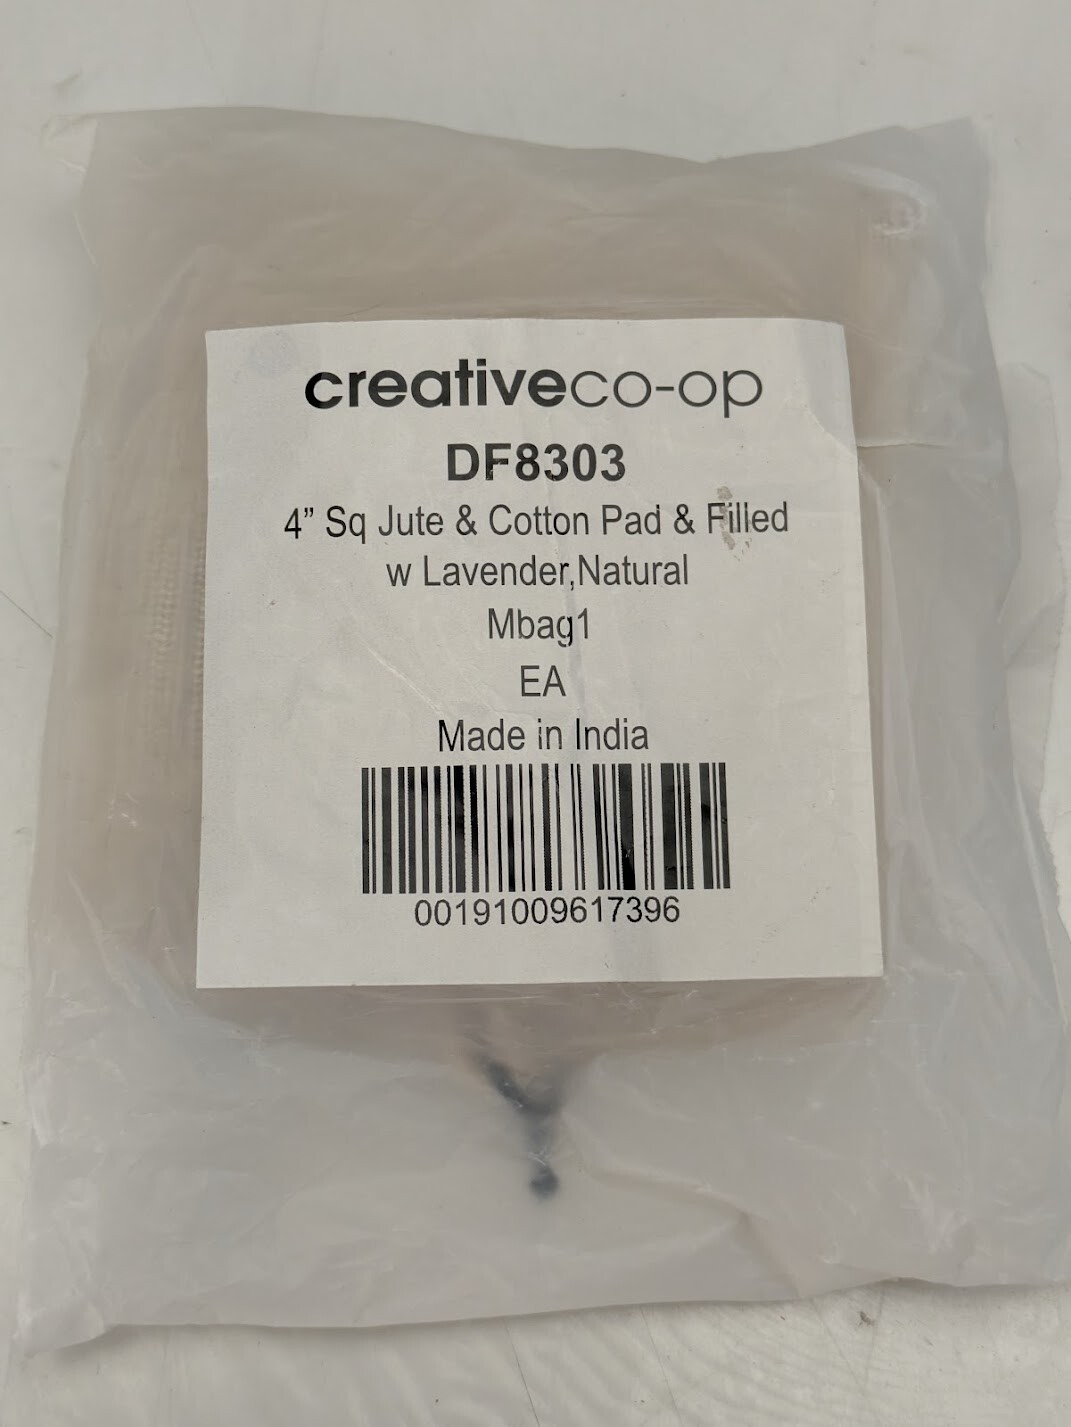 creativeco-op
DF8303
4” Sq Jute & Cotton Pad & Filled
w Lavender,Natural
Mbag1
EA
Made in India
00191009617396